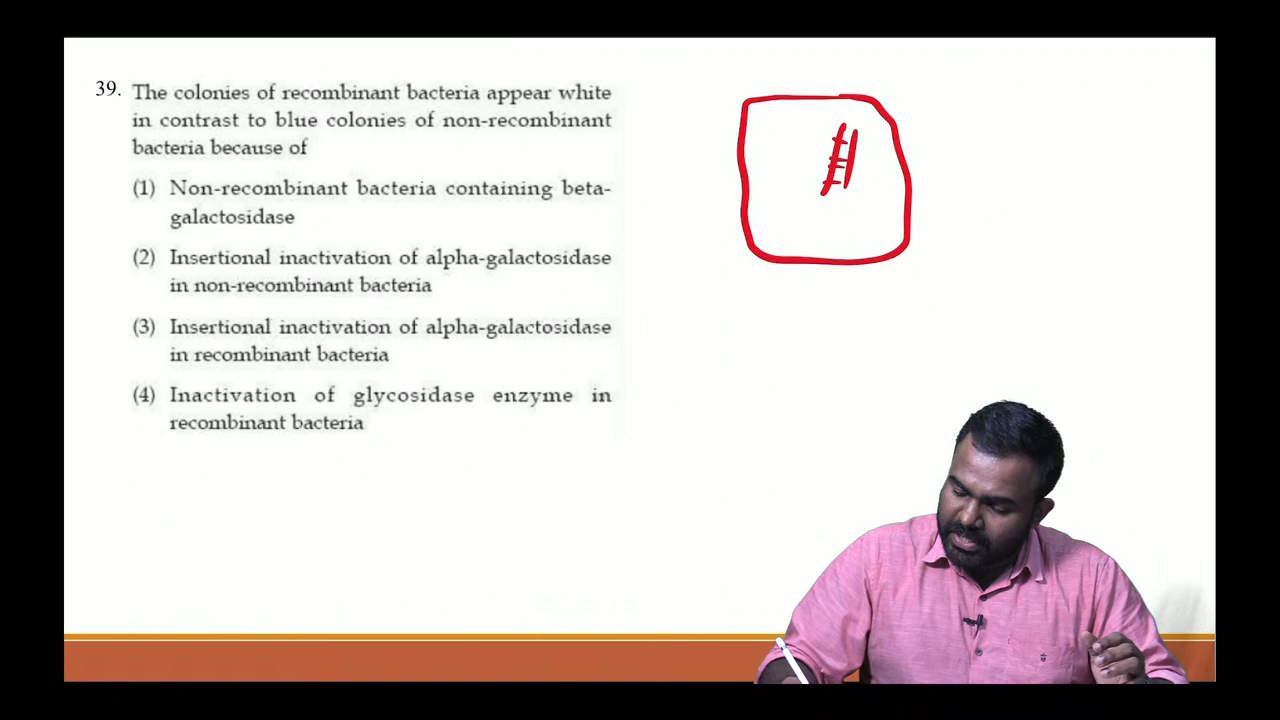 39. The colonies of recombinant bacteria appear white
in contrast to blue colonies of non-recombinant
bacteria because of
(1) Non-recombinant bacteria containing beta-
galactosidase
(2) Insertional inactivation of alpha-galactosidase
in non-recombinant bacteria
(3) Insertional inactivation of alpha-galactosidase
in recombinant bacteria
(4) Inactivation of glycosidase enzyme in
recombinant bacteria